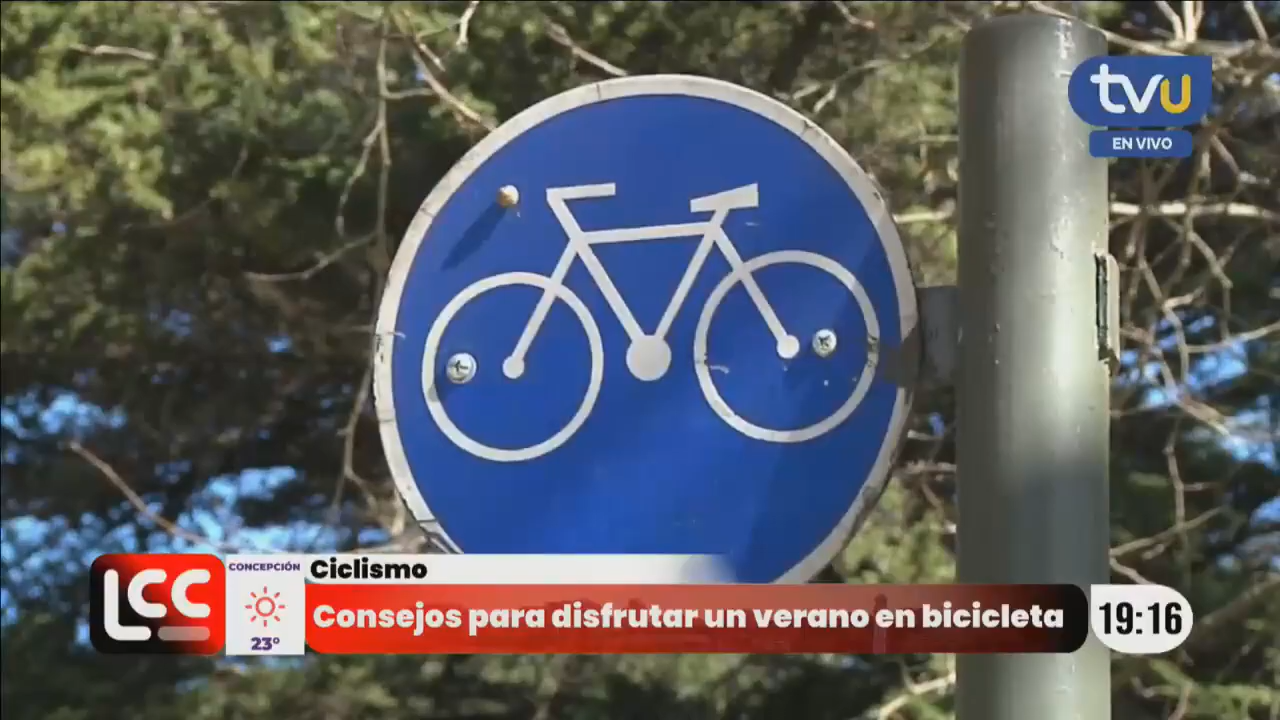 tvu
EN VIVO
LCC
CONCEPCIÓN
23°
Ciclismo
Consejos para disfrutar un verano en bicicleta
19:16